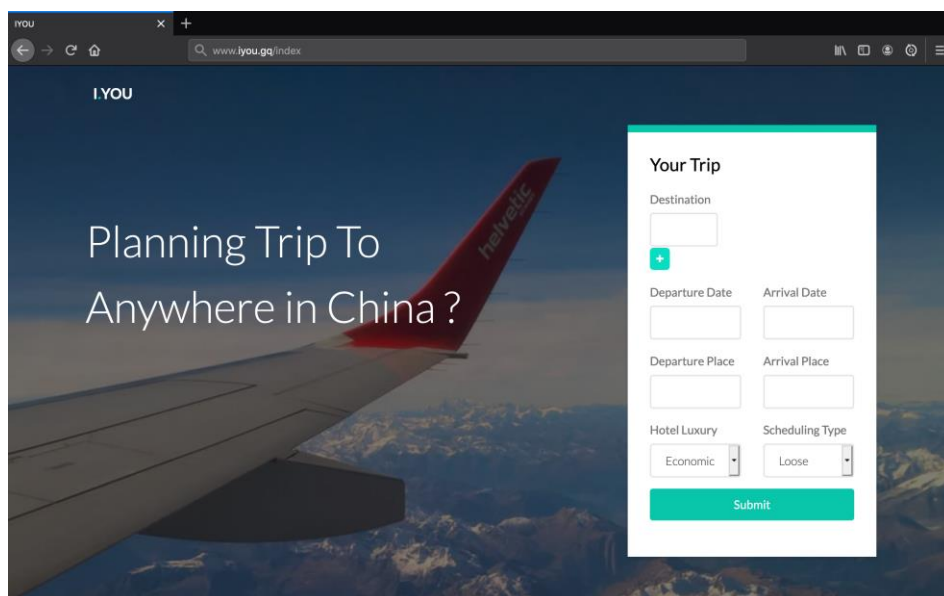 IYOU
www.iyou.gq/index
I.YOU
Planning Trip To
Anywhere in China ?
helvetic
Your Trip
Destination
+
Departure Date Arrival Date
Departure Place Arrival Place
Hotel Luxury Scheduling Type
Economic Loose
Submit